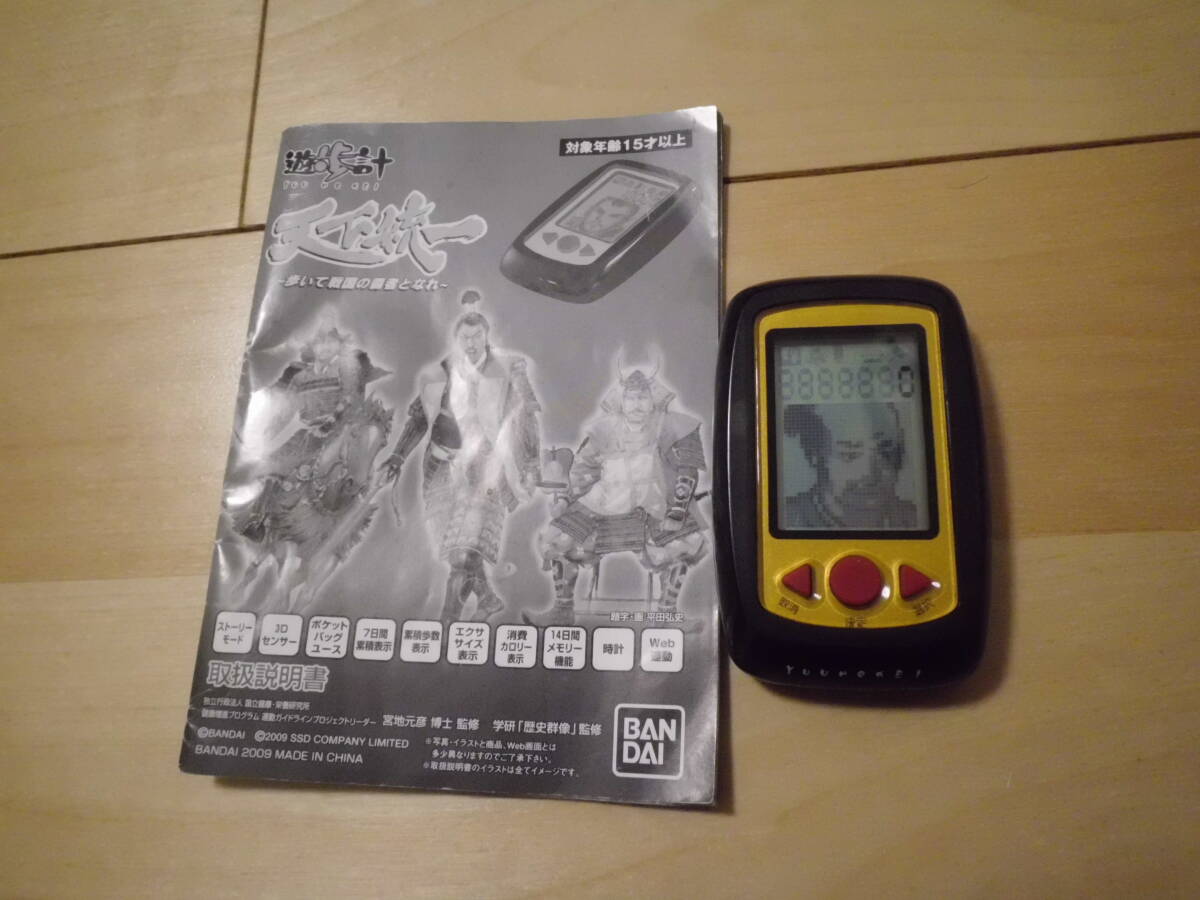 対象年齢15才以上
遊歩計
YUU HO KEI
天下統一
~歩いて戦国の覇者となれ~
題字・画 平田弘史
ストーリーモード
3Dセンサー
ポケットバッグユース
7日間累積表示
累積歩数表示
エクササイズ表示
消費カロリー表示
14日間メモリー機能
時計
Web連動
取扱説明書
独立行政法人 国立健康・栄養研究所
健康増進プログラム 運動ガイドラインプロジェクトリーダー 宮地元彦 博士 監修 学研「歴史群像」監修
©BANDAI ©2009 SSD COMPANY LIMITED
BANDAI 2009 MADE IN CHINA
※写真・イストと商品、Web画面とは
多少異なりますのでご了承下さい。
※取扱説明書のイラストは全てイメージです。
BAN
DAI
0
取消
決定
選択
YUUHOKEI